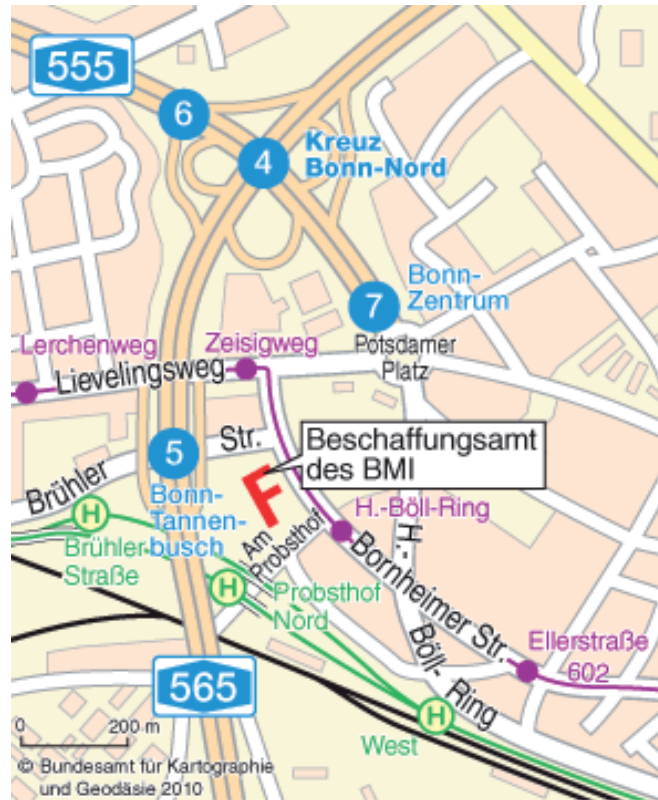 555
6
4
Kreuz
Bonn-Nord
7
Bonn-
Zentrum
Lerchenweg
Zeisigweg
Potsdamer
Platz
Lievelingsweg
Brühler Str.
5
Beschaffungsamt
des BMI
F
H
Bonn-
Tannen-
busch
Brühler
Straße
H.-Böll-Ring
H.-
Böll- Ring
Am
Probsthof
H
Probsthof
Nord
Bornheimer Str.
Ellerstraße
602
565
H
West
0 200 m
© Bundesamt für Kartographie
und Geodäsie 2010